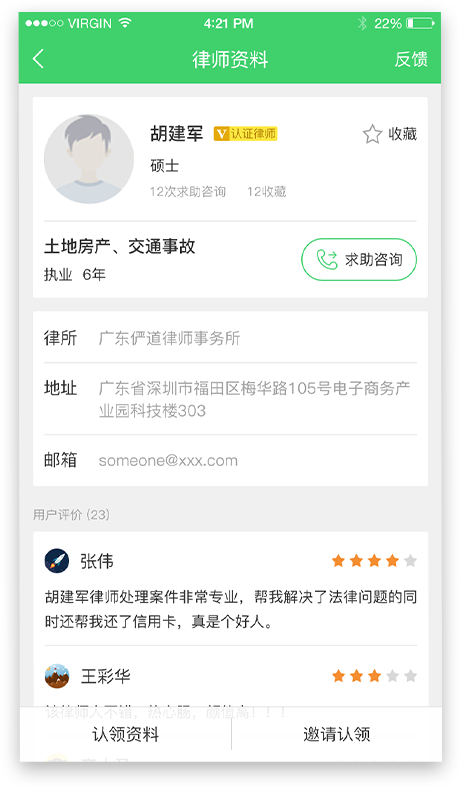 VIRGIN 4:21 PM 22%
律师资料 反馈
胡建军 V认证律师 收藏
硕士
12次求助咨询 12收藏
土地房产、交通事故
执业 6年 求助咨询
律所 广东俨道律师事务所
地址 广东省深圳市福田区梅华路105号电子商务产
业园科技楼303
邮箱 someone@xxx.com
用户评价 (23)
张伟
胡建军律师处理案件非常专业，帮我解决了法律问题的同
时还帮我还了信用卡，真是个好人。
王彩华
该律师人不错，热心肠，颜值高！！！
认领资料 邀请认领